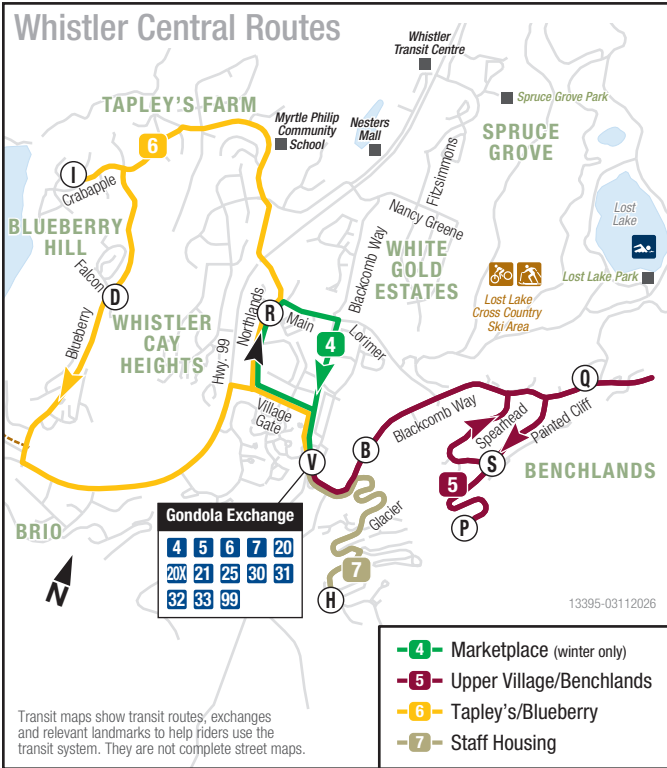 Whistler Central Routes
Whistler
Transit Centre
Spruce Grove Park
TAPLEY'S FARM
Myrtle Philip
Community
School
Nesters
Mall
SPRUCE
GROVE
6
I
Crabapple
Fitzsimmons
Nancy Greene
Lost
Lake
BLUEBERRY
HILL
Falcon
D
Blackcomb Way
WHITE
GOLD
ESTATES
Lost Lake Park
Lost Lake
Cross Country
Ski Area
Blueberry
WHISTLER
CAY
HEIGHTS
Hwy. 99
Northlands
R
Main
Lorimer
4
Village
Gate
Blackcomb Way
Spearhead
Q
Painted Cliff
V
B
S
BENCHLANDS
5
P
Glacier
7
H
BRIO
N
Gondola Exchange
4 5 6 7 20
20X 21 25 30 31
32 33 99
13395-03112026
4 Marketplace (winter only)
5 Upper Village/Benchlands
6 Tapley's/Blueberry
7 Staff Housing
Transit maps show transit routes, exchanges
and relevant landmarks to help riders use the
transit system. They are not complete street maps.